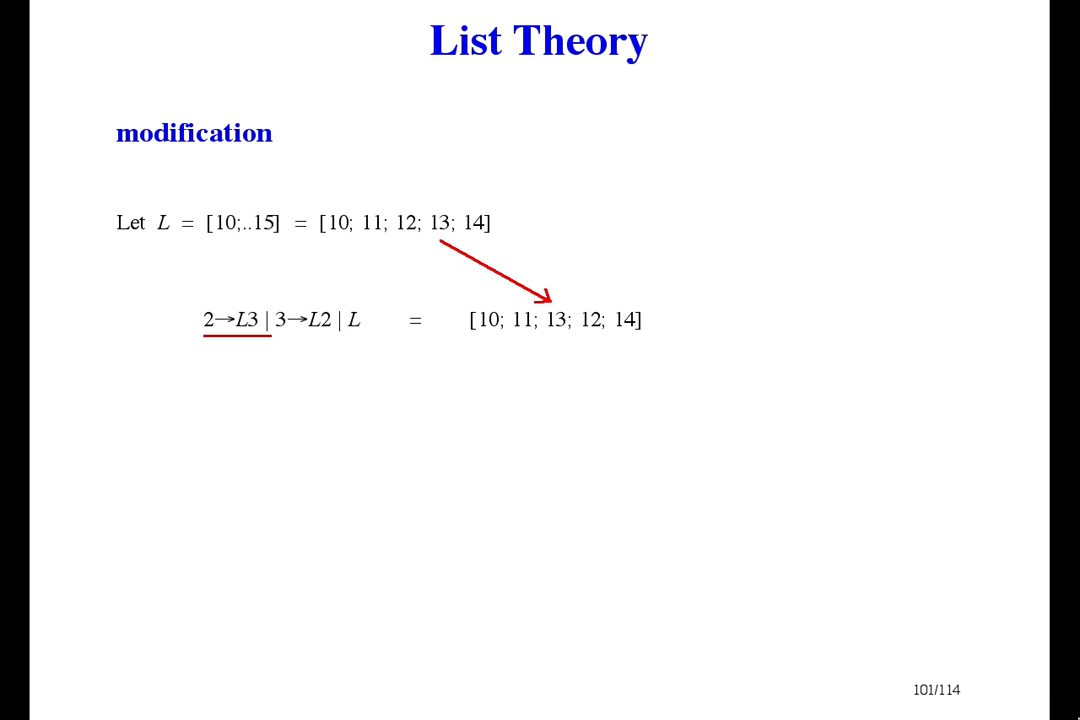 List Theory
modification
Let L = [10;..15] = [10; 11; 12; 13; 14]
2→L3 | 3→L2 | L = [10; 11; 13; 12; 14]
101/114